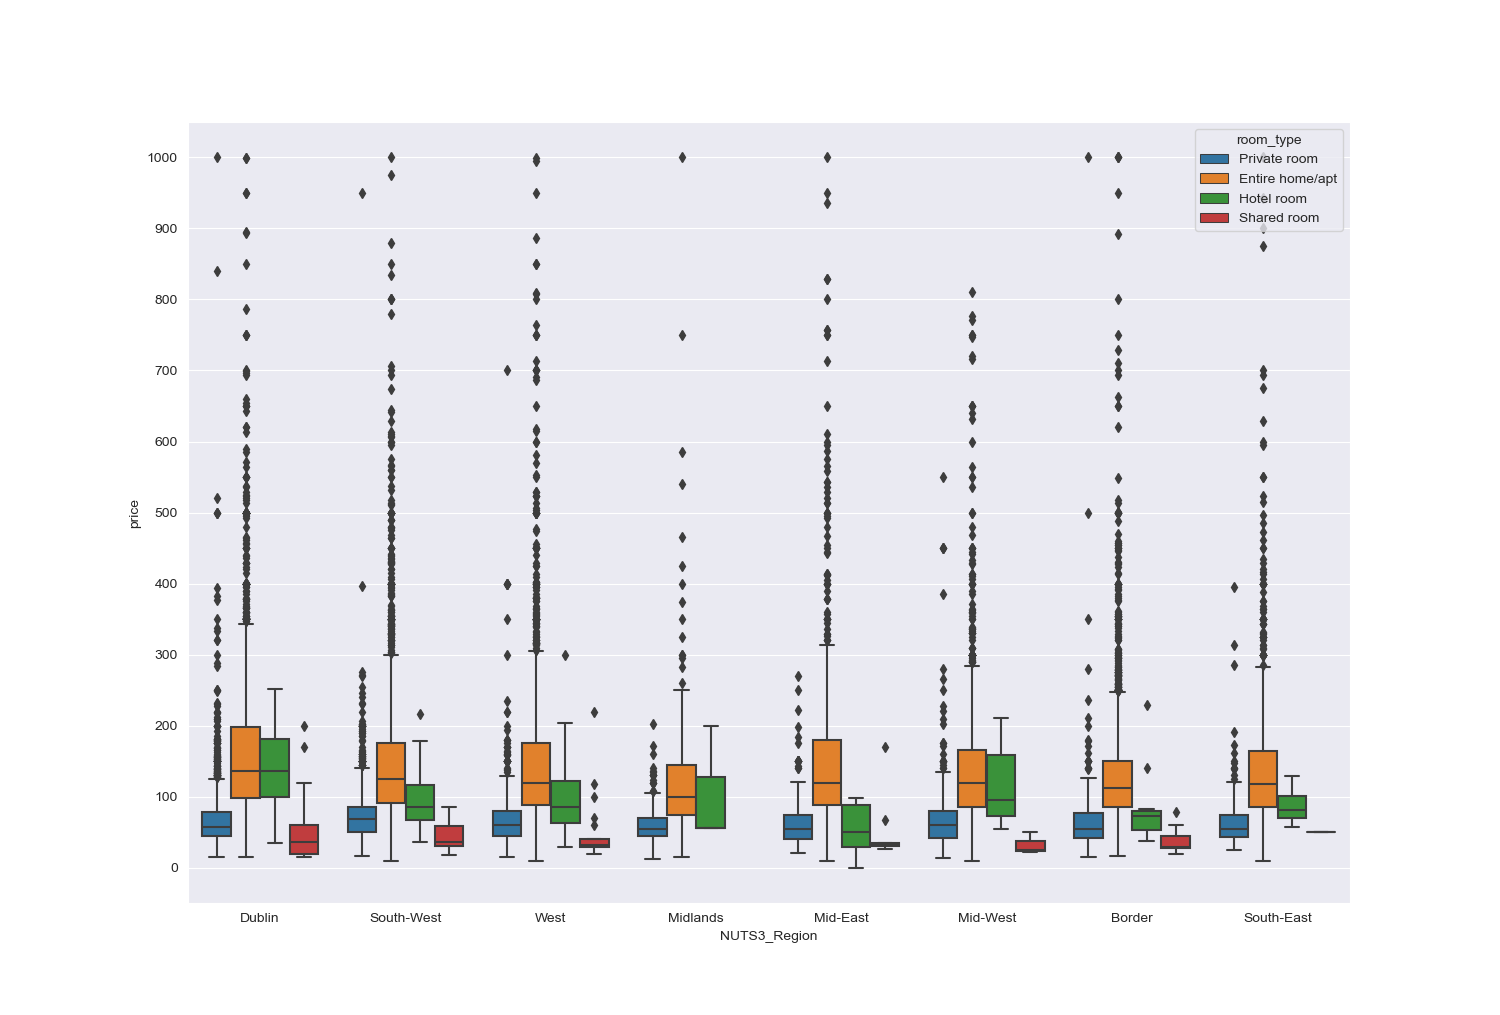 room_type
Private room
Entire home/apt
Hotel room
Shared room
1000
900
800
700
600
500
400
300
200
100
0
price
Dublin South-West West Midlands Mid-East Mid-West Border South-East
NUTS3_Region